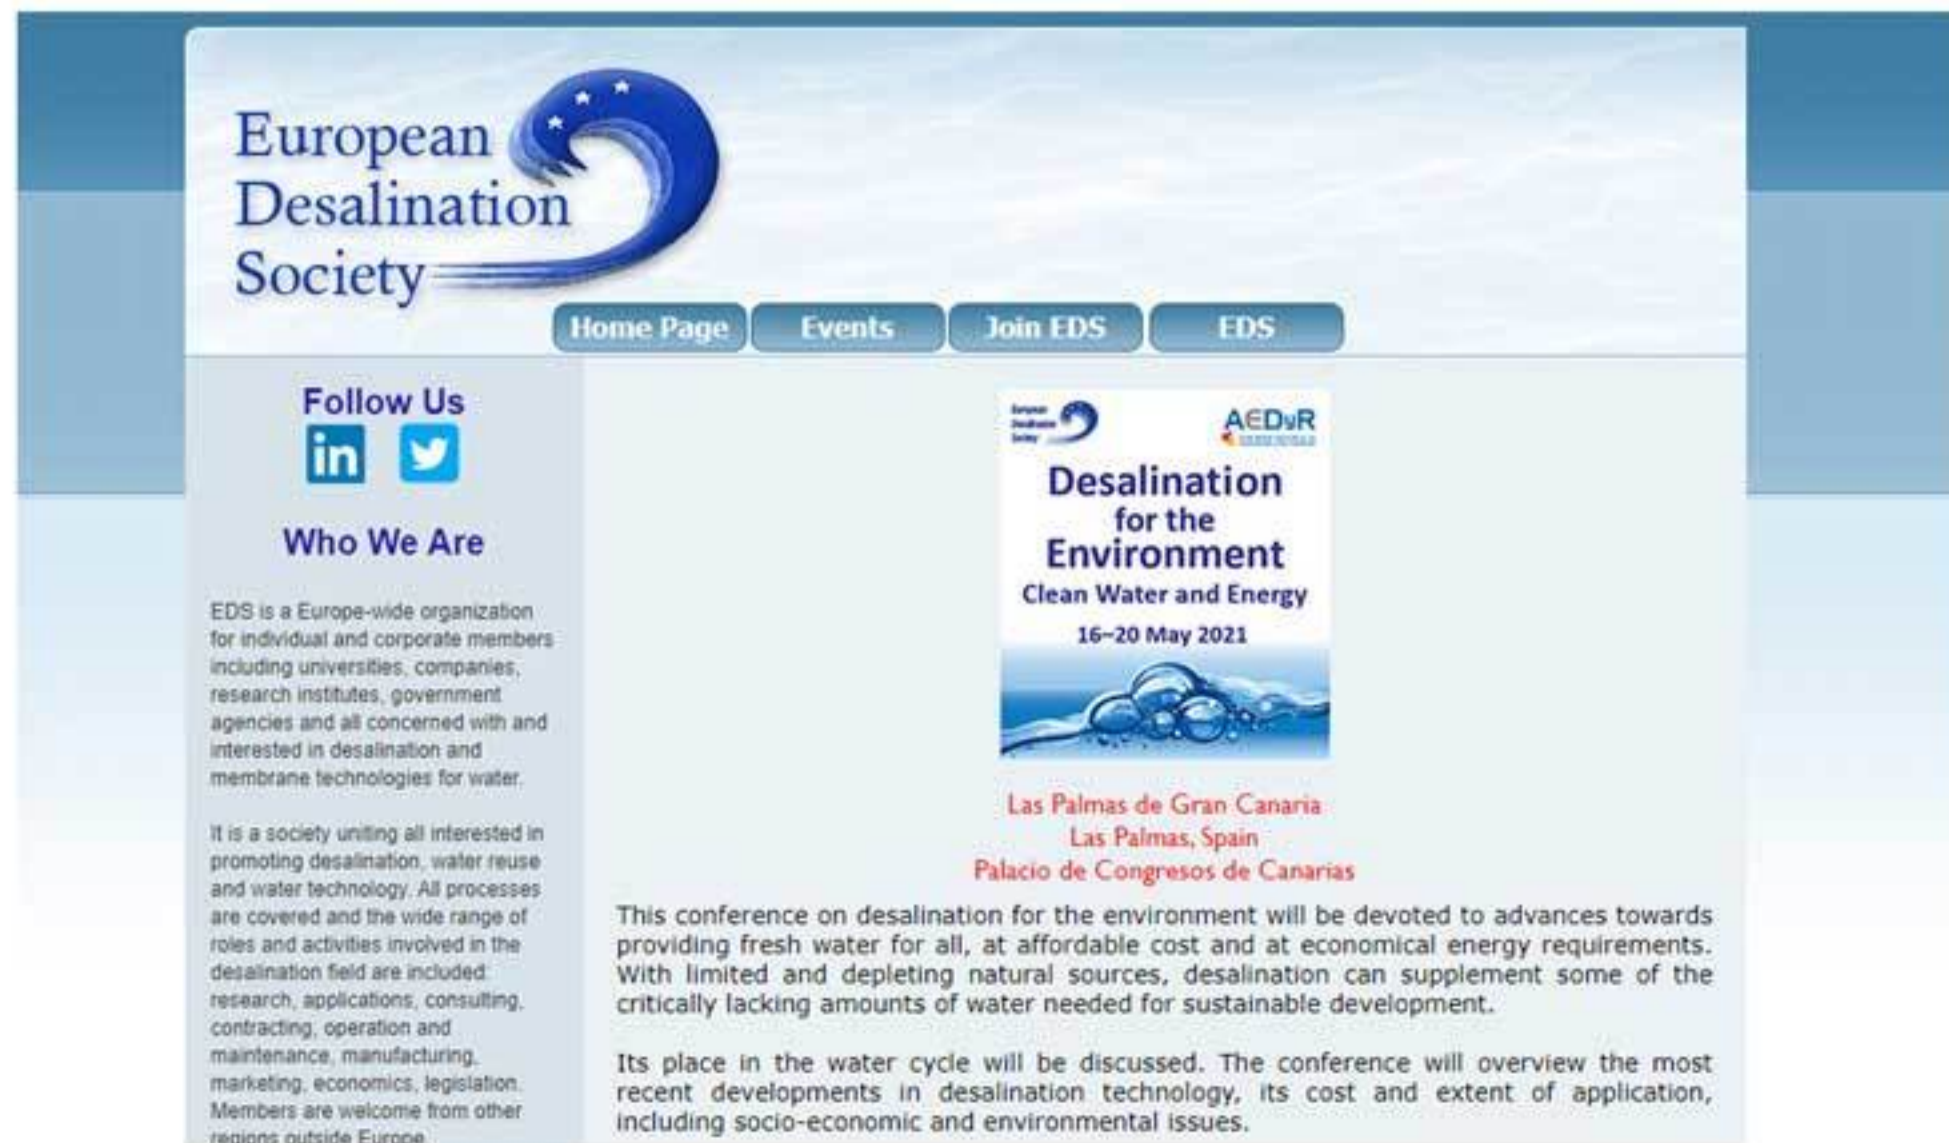 European
Desalination
Society
Home Page
Events
Join EDS
EDS
Follow Us
in
Who We Are
EDS is a Europe-wide organization
for individual and corporate members
including universities, companies,
research institutes, government
agencies and all concerned with and
interested in desalination and
membrane technologies for water.
It is a society uniting all interested in
promoting desalination, water reuse
and water technology. All processes
are covered and the wide range of
roles and activities involved in the
desalination field are included:
research, applications, consulting,
contracting, operation and
maintenance, manufacturing,
marketing, economics, legislation.
Members are welcome from other
regions outside Europe.
European
Desalination
Society
AEDyR
Desalination
for the
Environment
Clean Water and Energy
16–20 May 2021
Las Palmas de Gran Canaria
Las Palmas, Spain
Palacio de Congresos de Canarias
This conference on desalination for the environment will be devoted to advances towards
providing fresh water for all, at affordable cost and at economical energy requirements.
With limited and depleting natural sources, desalination can supplement some of the
critically lacking amounts of water needed for sustainable development.
Its place in the water cycle will be discussed. The conference will overview the most
recent developments in desalination technology, its cost and extent of application,
including socio-economic and environmental issues.